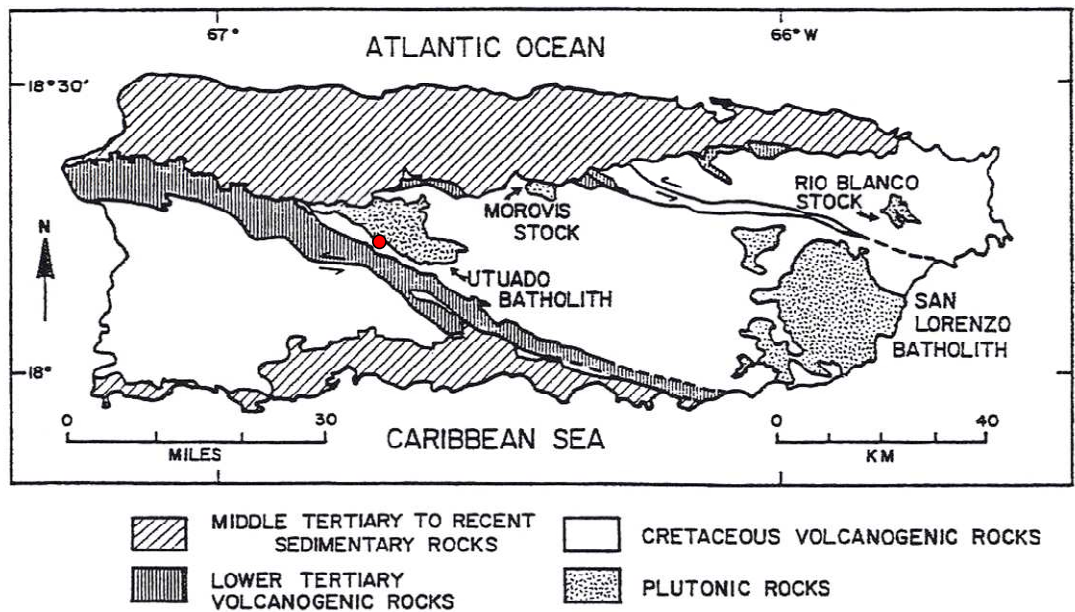 67°
66° W
ATLANTIC OCEAN
18° 30'
RIO BLANCO
STOCK
MOROVIS
STOCK
N
UTUADO
BATHOLITH
SAN
LORENZO
BATHOLITH
18°
0
30
MILES
CARIBBEAN SEA
0
40
KM
MIDDLE TERTIARY TO RECENT
SEDIMENTARY ROCKS
CRETACEOUS VOLCANOGENIC ROCKS
LOWER TERTIARY
VOLCANOGENIC ROCKS
PLUTONIC ROCKS